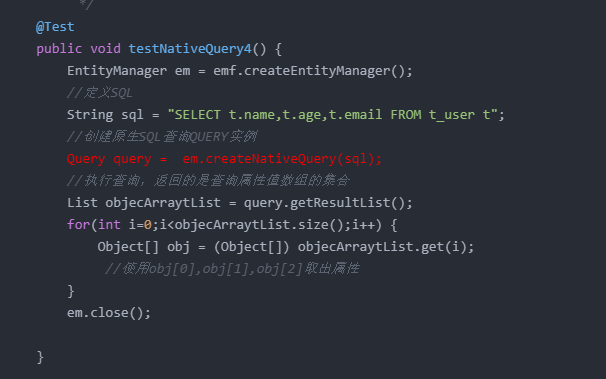 */
@Test
public void testNativeQuery4() {
EntityManager em = emf.createEntityManager();
//定义SQL
String sql = "SELECT t.name,t.age,t.email FROM t_user t";
//创建原生SQL查询QUERY实例
Query query =  em.createNativeQuery(sql);
//执行查询，返回的是查询属性值数组的集合
List objecArraytList = query.getResultList();
for(int i=0;i<objecArraytList.size();i++) {
Object[] obj = (Object[]) objecArraytList.get(i);
//使用obj[0],obj[1],obj[2]取出属性
}
em.close();
}